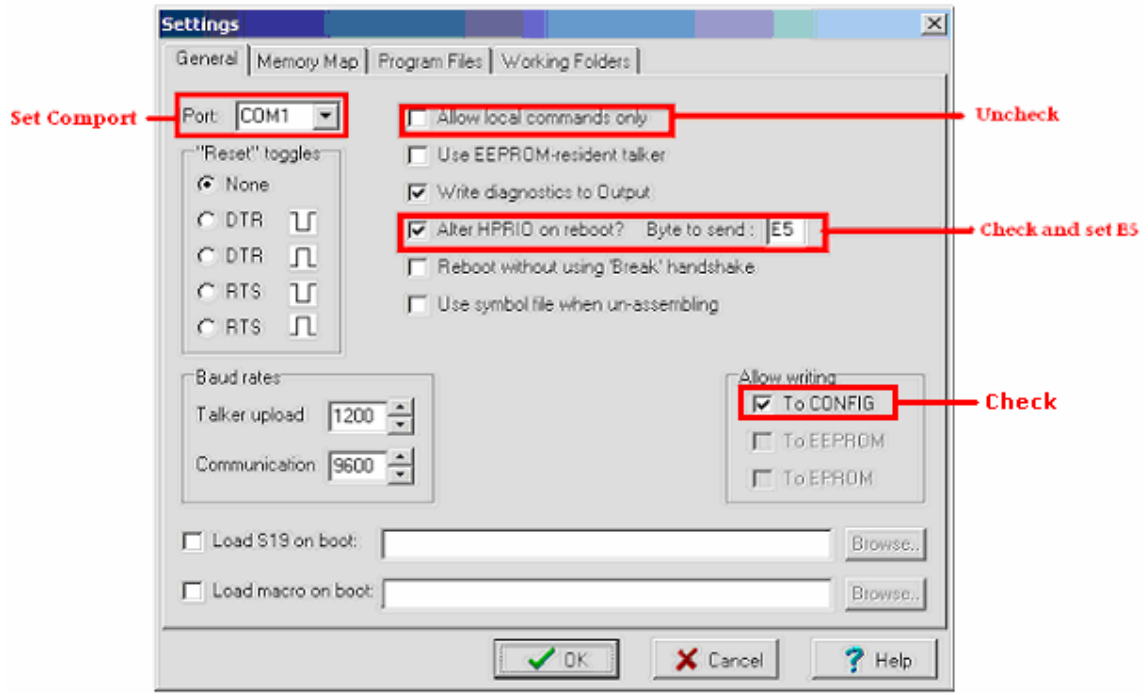 Settings
General Memory Map Program Files Working Folders
Set Comport
Port: COM1
Allow local commands only
Uncheck
"Reset" toggles
Use EEPROM-resident talker
None
Write diagnostics to Output
DTR
Alter HPRIO on reboot? Byte to send : E5
Check and set E5
DTR
Reboot without using 'Break' handshake
RTS
Use symbol file when un-assembling
RTS
Baud rates
Allow writing
Talker upload 1200
To CONFIG
Check
To EEPROM
Communication 9600
To EPROM
Load S19 on boot:
Browse..
Load macro on boot:
Browse..
OK
Cancel
Help